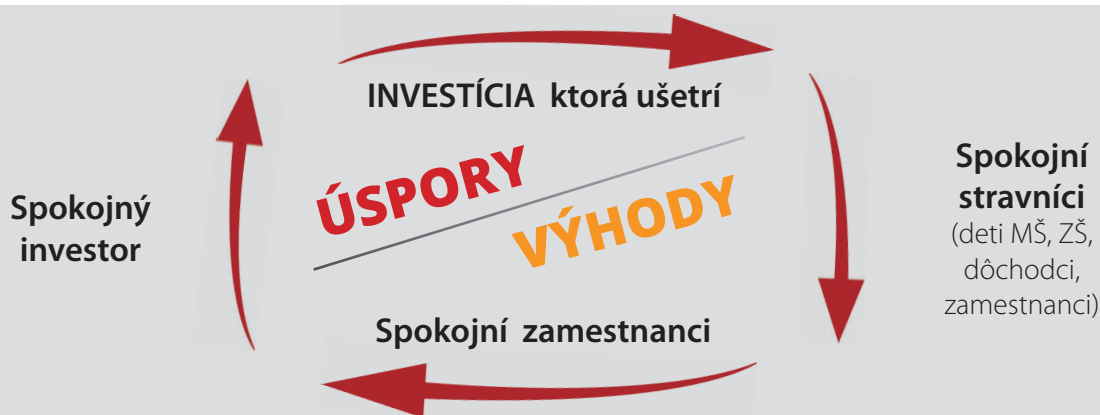 INVESTÍCIA ktorá ušetrí
Spokojný
investor
ÚSPORY
VÝHODY
Spokojní
stravníci
(deti MŠ, ZŠ,
dôchodci,
zamestnanci)
Spokojní zamestnanci